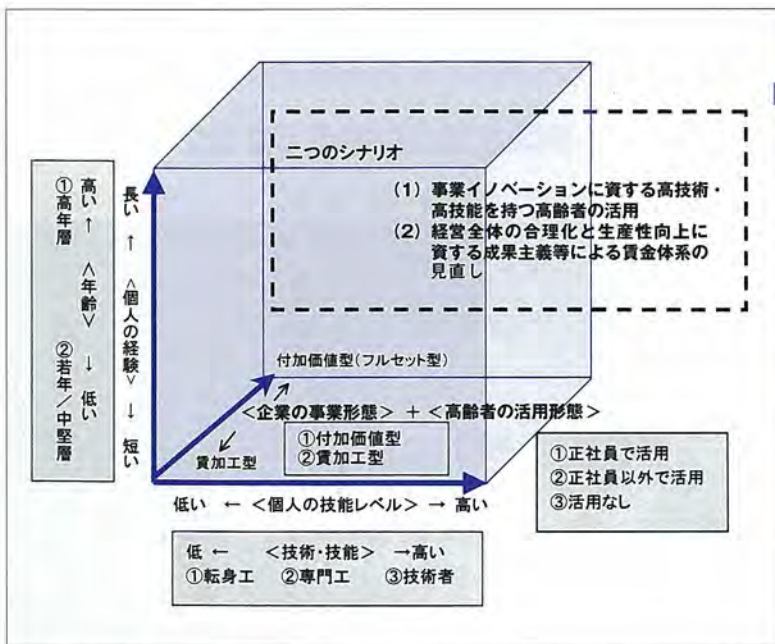 二つのシナリオ
(1) 事業イノベーションに資する高技術・
高技能を持つ高齢者の活用
(2) 経営全体の合理化と生産性向上に
資する成果主義等による賃金体系の
見直し
高い ↑ <年齢> ↓ 低い
①高年層 ②若年/中堅層
長い ↑ <個人の経験> ↓ 短い
付加価値型(フルセット型)
<企業の事業形態> + <高齢者の活用形態>
賃加工型
①付加価値型
②賃加工型
①正社員で活用
②正社員以外で活用
③活用なし
低い ← <個人の技能レベル> → 高い
低 ← <技術・技能> →高い
①転身工 ②専門工 ③技術者